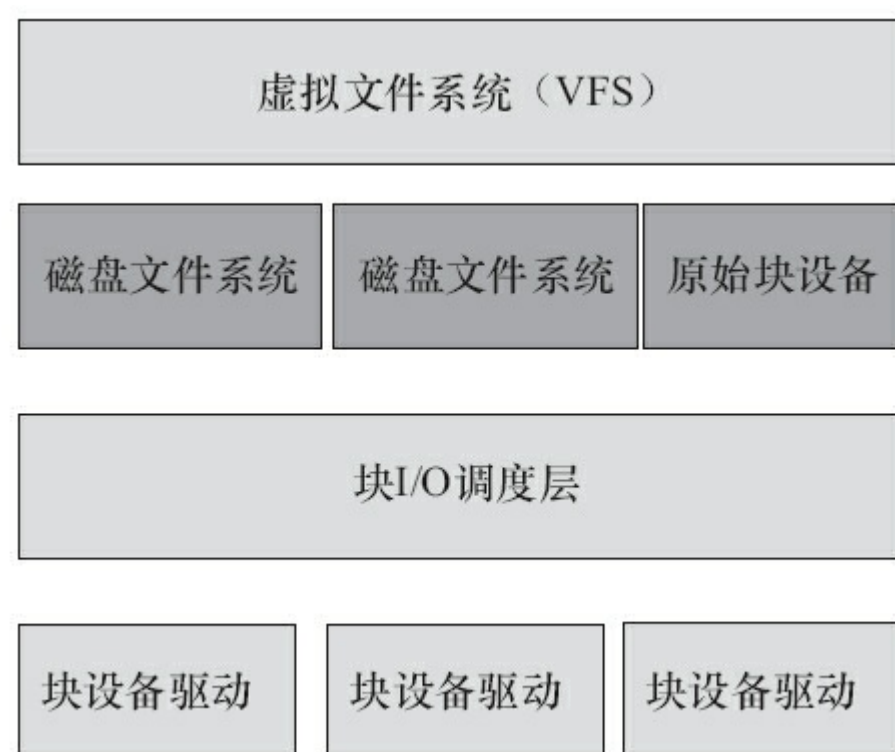 虚拟文件系统（VFS）
磁盘文件系统
磁盘文件系统
原始块设备
块I/O调度层
块设备驱动
块设备驱动
块设备驱动